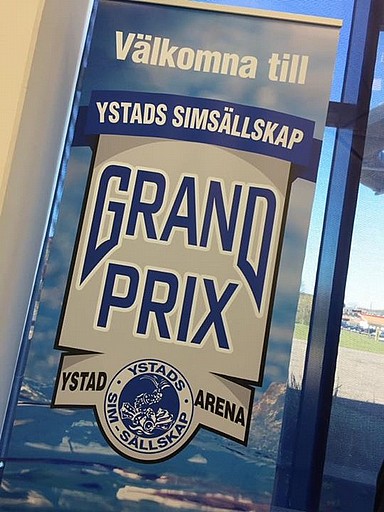 Välkomna till
YSTADS SIMSÄLLSKAP
GRAND
PRIX
YSTAD
ARENA
YSTADS
SIM-SÄLLSKAP